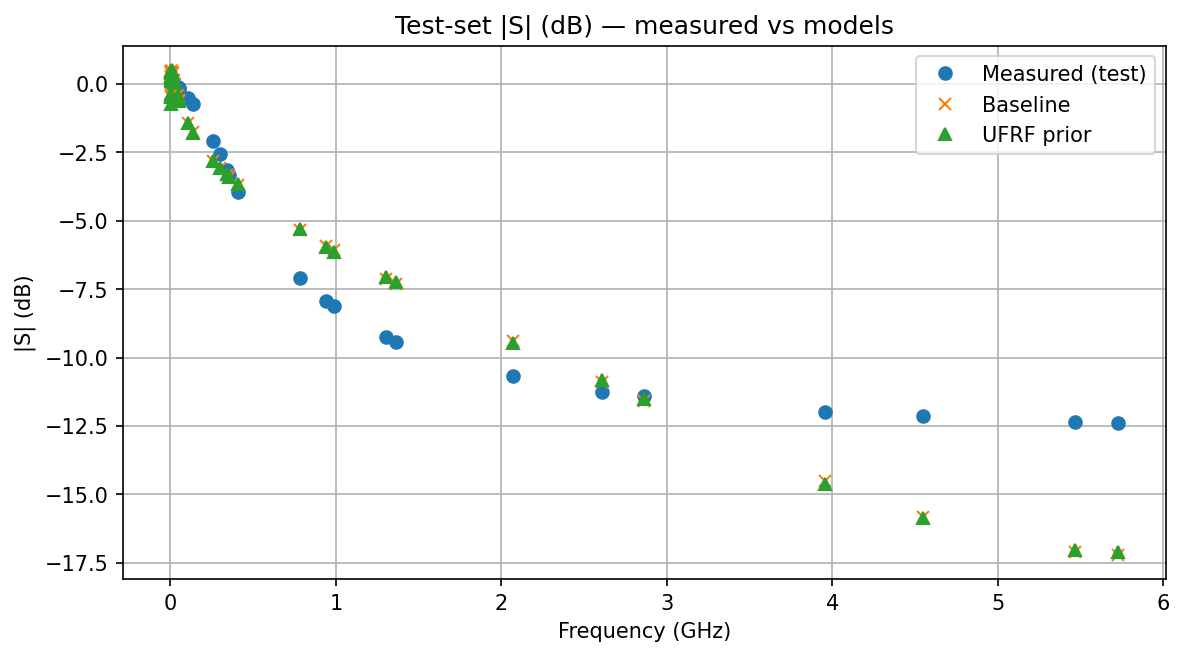 Test-set |S| (dB) — measured vs models
Measured (test)
Baseline
UFRF prior
0.0
−2.5
−5.0
−7.5
−10.0
−12.5
−15.0
−17.5
|S| (dB)
0 1 2 3 4 5 6
Frequency (GHz)